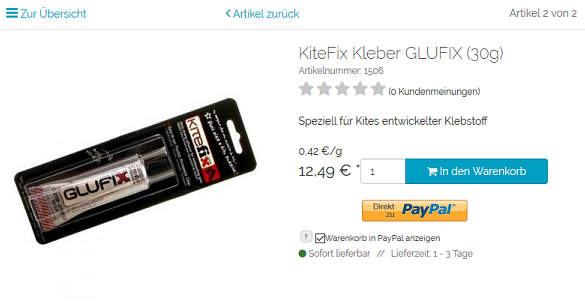 Zur Übersicht
Artikel zurück
Artikel 2 von 2
KiteFix Kleber GLUFIX (30g)
Artikelnummer: 1506
(0 Kundenmeinungen)
Speziell für Kites entwickelter Klebstoff
0,42 €/g
12,49 € *
1
In den Warenkorb
Direkt
zu PayPal™
? Warenkorb in PayPal anzeigen
Sofort lieferbar // Lieferzeit: 1 - 3 Tage
KiteFix
GLUFIX